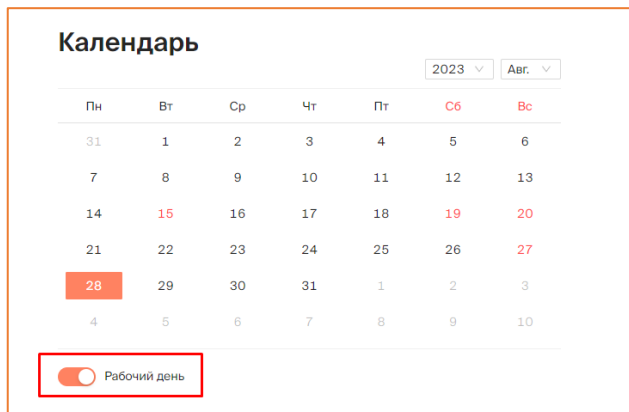 Календарь
2023 Авг.
Пн Вт Ср Чт Пт Сб Вс
31 1 2 3 4 5 6
7 8 9 10 11 12 13
14 15 16 17 18 19 20
21 22 23 24 25 26 27
28 29 30 31 1 2 3
4 5 6 7 8 9 10
Рабочий день